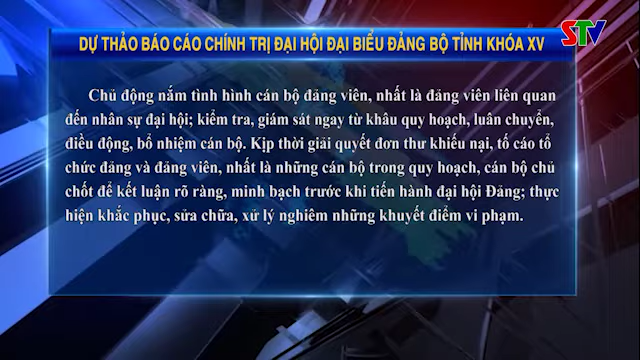 DỰ THẢO BÁO CÁO CHÍNH TRỊ ĐẠI HỘI ĐẠI BIỂU ĐẢNG BỘ TỈNH KHÓA XV
STV
Chủ động nắm tình hình cán bộ đảng viên, nhất là đảng viên liên quan
đến nhân sự đại hội; kiểm tra, giám sát ngay từ khâu quy hoạch, luân chuyển,
điều động, bổ nhiệm cán bộ. Kịp thời giải quyết đơn thư khiếu nại, tố cáo tổ
chức đảng và đảng viên, nhất là những cán bộ trong quy hoạch, cán bộ chủ
chốt để kết luận rõ ràng, minh bạch trước khi tiến hành đại hội Đảng; thực
hiện khắc phục, sửa chữa, xử lý nghiêm những khuyết điểm vi phạm.